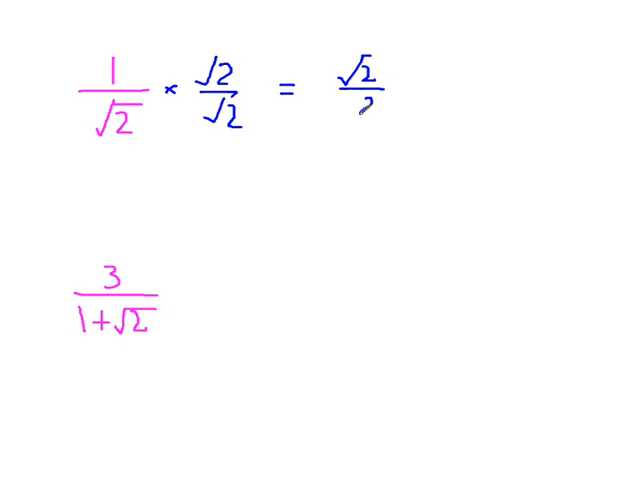 1/√2 × √2/√2 = √2/2
3/(1+√2)